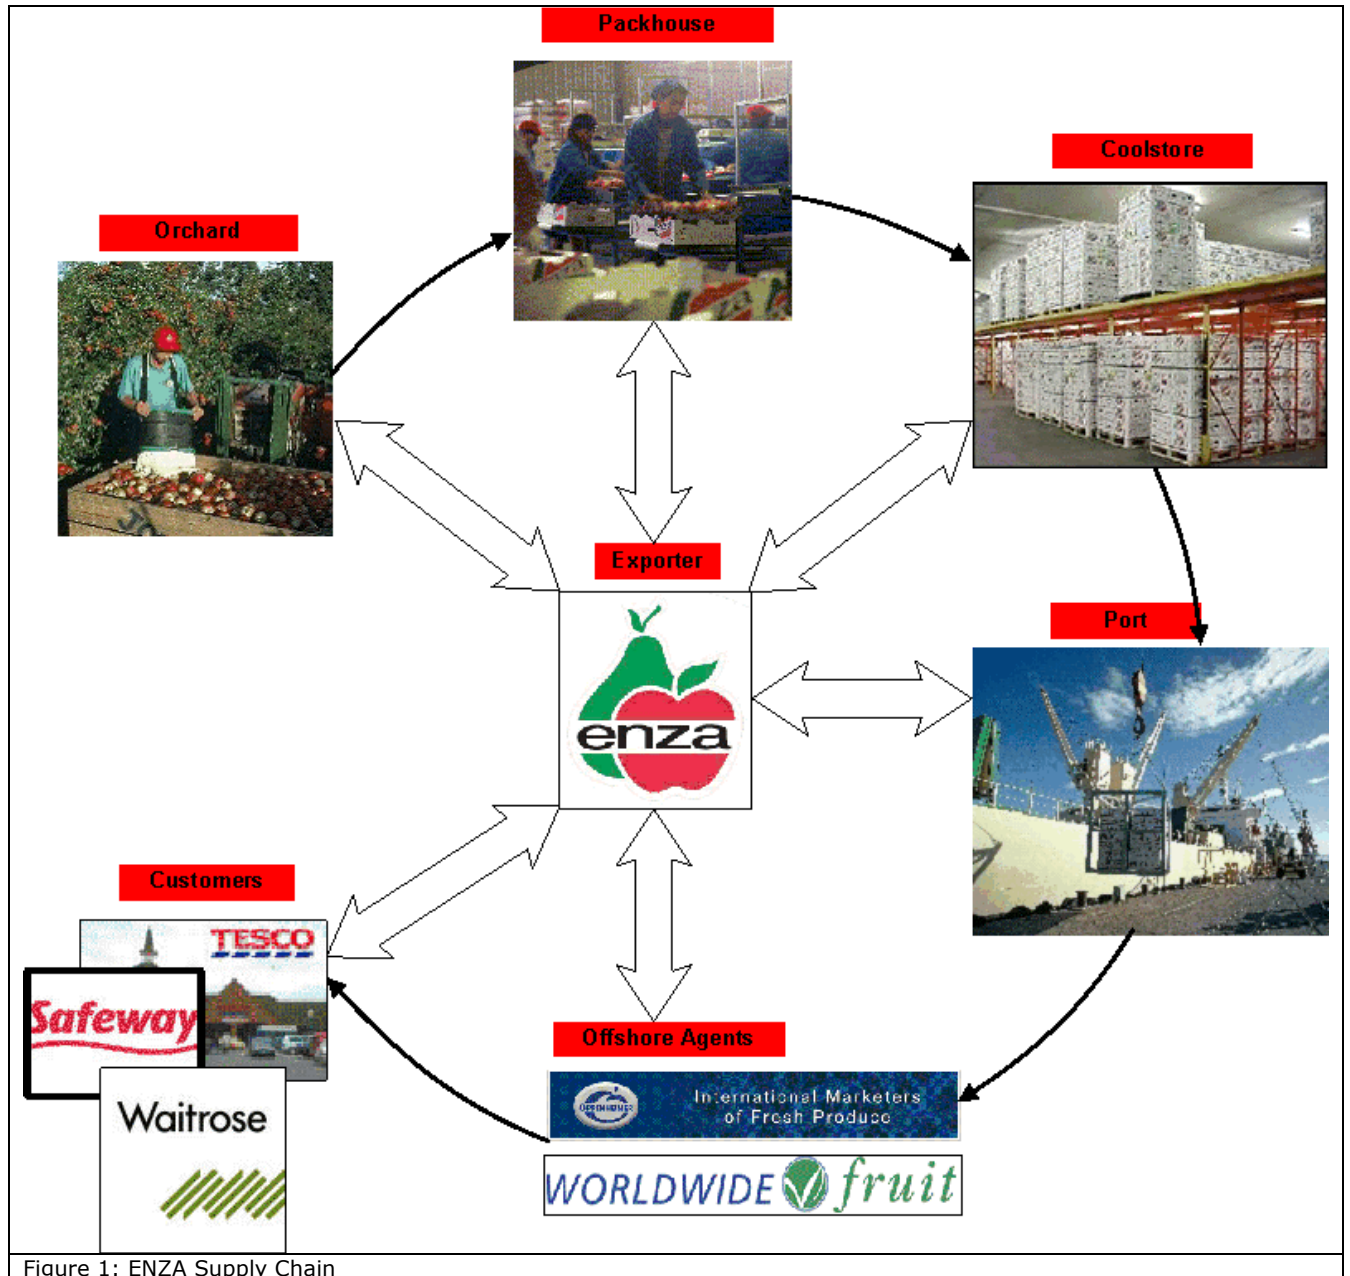 Packhouse
Coolstore
Orchard
Exporter
enza
Port
Customers
TESCO
Safeway
Waitrose
Offshore Agents
OPPENHEIMER
International Marketers
of Fresh Produce
WORLDWIDE fruit
Figure 1: ENZA Supply Chain